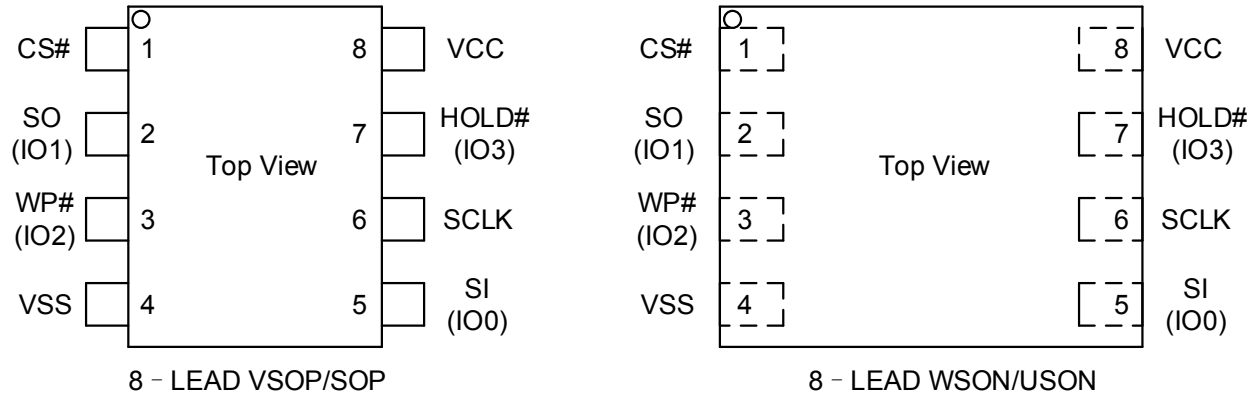 CS#
1
8
VCC
SO
(IO1)
2
7
HOLD#
(IO3)
Top View
WP#
(IO2)
3
6
SCLK
VSS
4
5
SI
(IO0)
8 – LEAD VSOP/SOP
1
8
VCC
SO
(IO1)
2
7
HOLD#
(IO3)
Top View
WP#
(IO2)
3
6
SCLK
VSS
4
5
SI
(IO0)
CS#
8 – LEAD WSON/USON